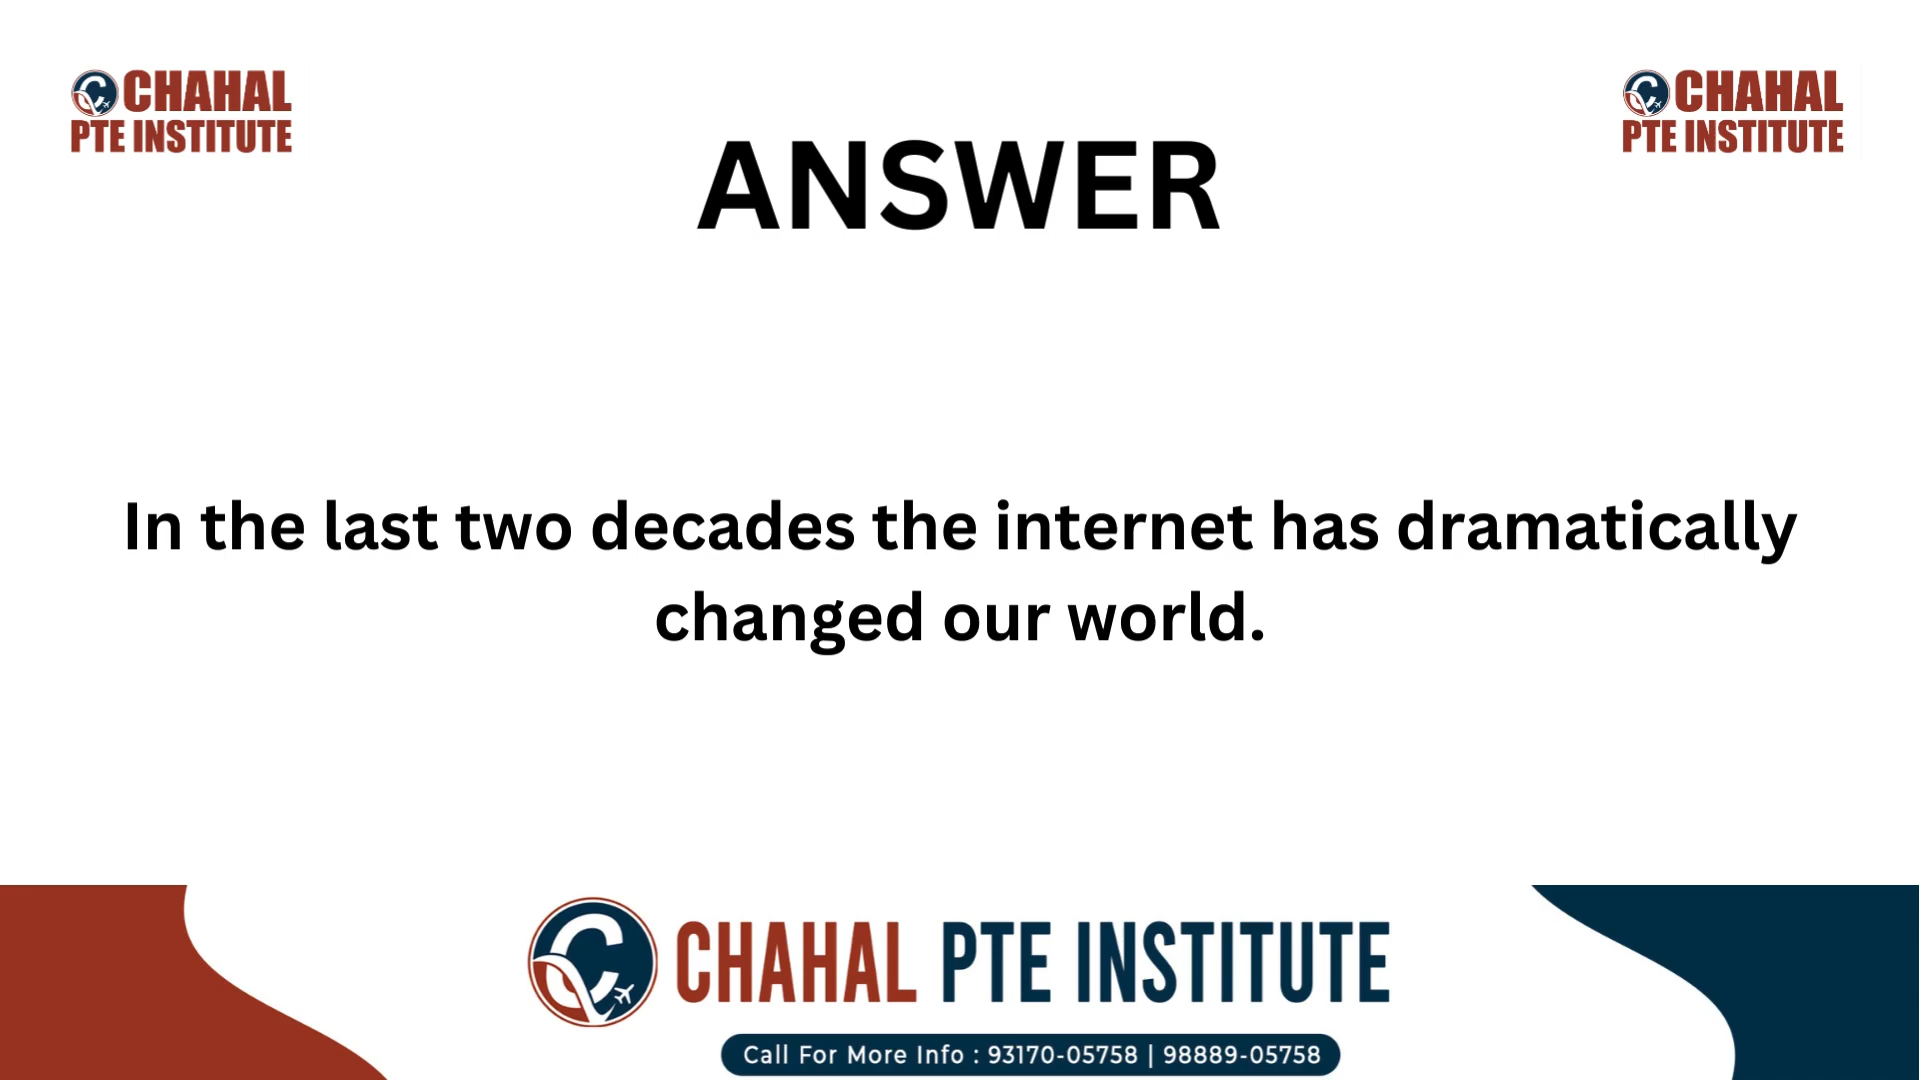 CHAHAL
PTE INSTITUTE
CHAHAL
PTE INSTITUTE
ANSWER
In the last two decades the internet has dramatically
changed our world.
CHAHAL PTE INSTITUTE
Call For More Info : 93170-05758 | 98889-05758